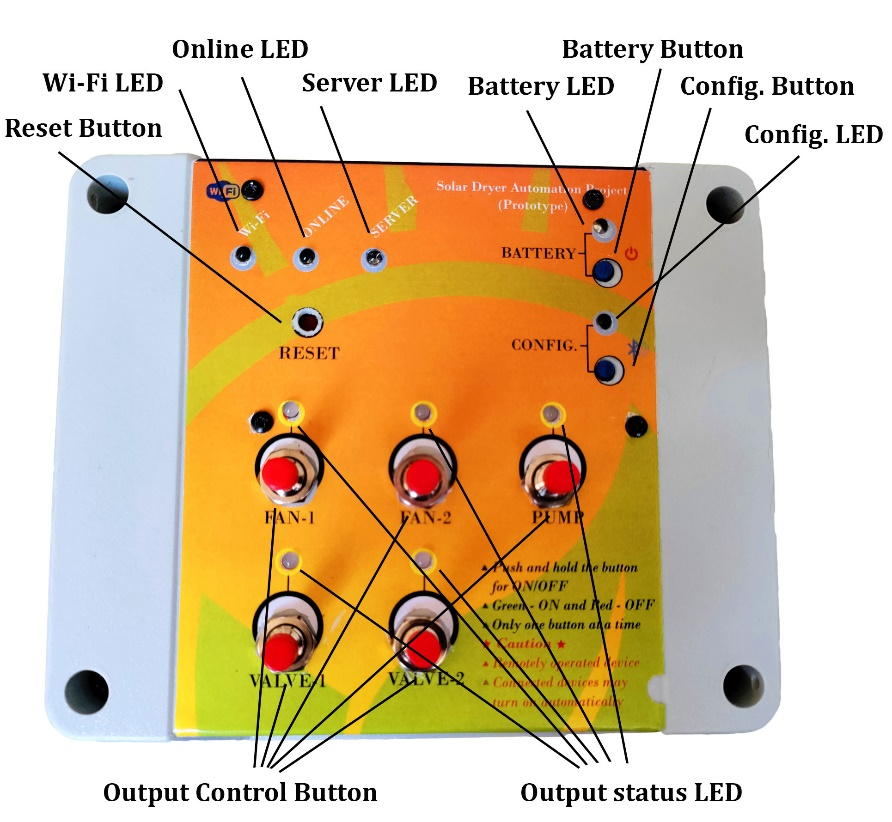 Online LED
Battery Button
Wi-Fi LED
Server LED
Battery LED
Config. Button
Reset Button
Config. LED
Wi Fi
Solar Dryer Automation Project
(Prototype)
Wi-Fi
ONLINE
SERVER
BATTERY
RESET
CONFIG.
FAN-1
FAN-2
PUMP
▲ Push and hold the button
for ON/OFF
▲ Green - ON and Red - OFF
▲ Only one button at a time
★ Caution ★
▲ Remotely operated device
▲ Connected devices may
turn on automatically
VALVE-1
VALVE-2
Output Control Button
Output status LED